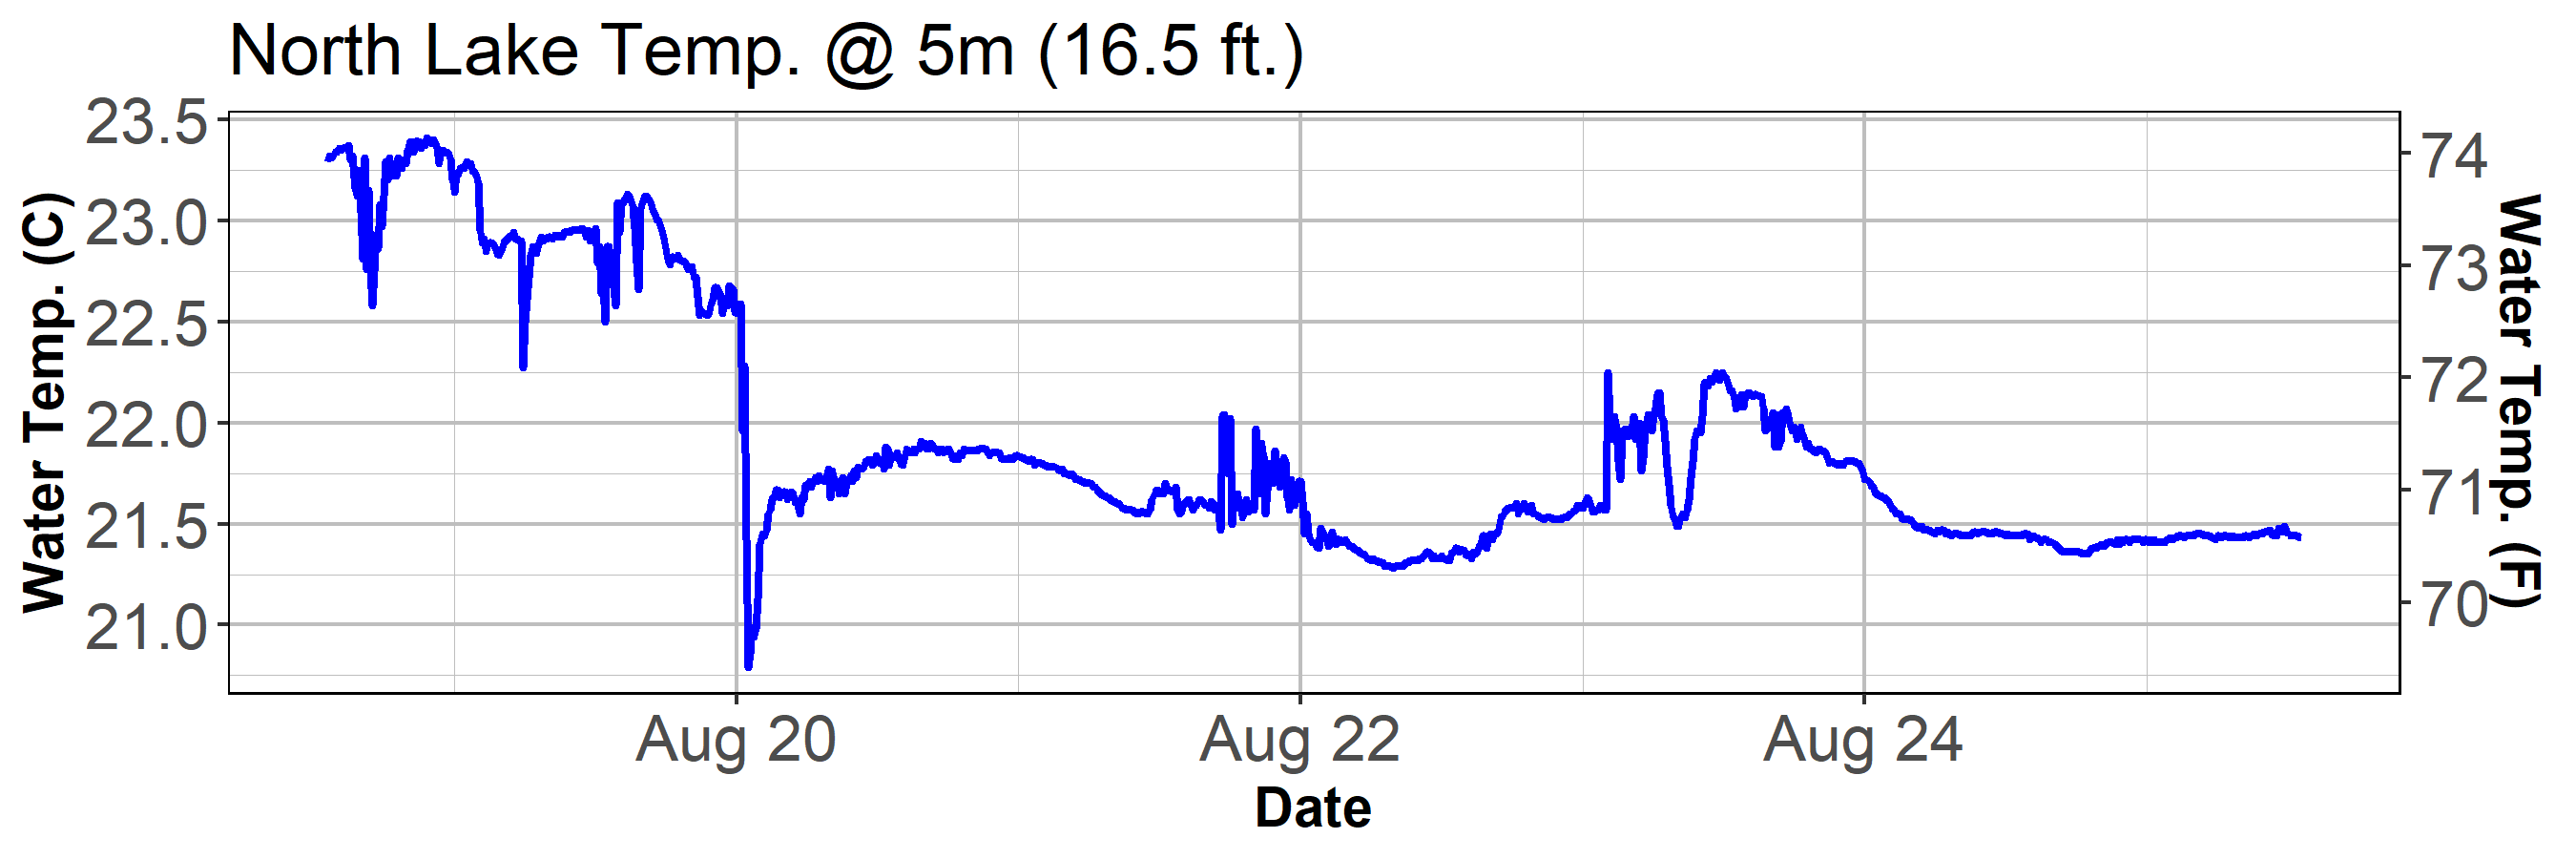 North Lake Temp. @ 5m (16.5 ft.)
Water Temp. (C)
23.5
23.0
22.5
22.0
21.5
21.0
74
73
72
71
70
Water Temp. (F)
Aug 20
Aug 22
Aug 24
Date